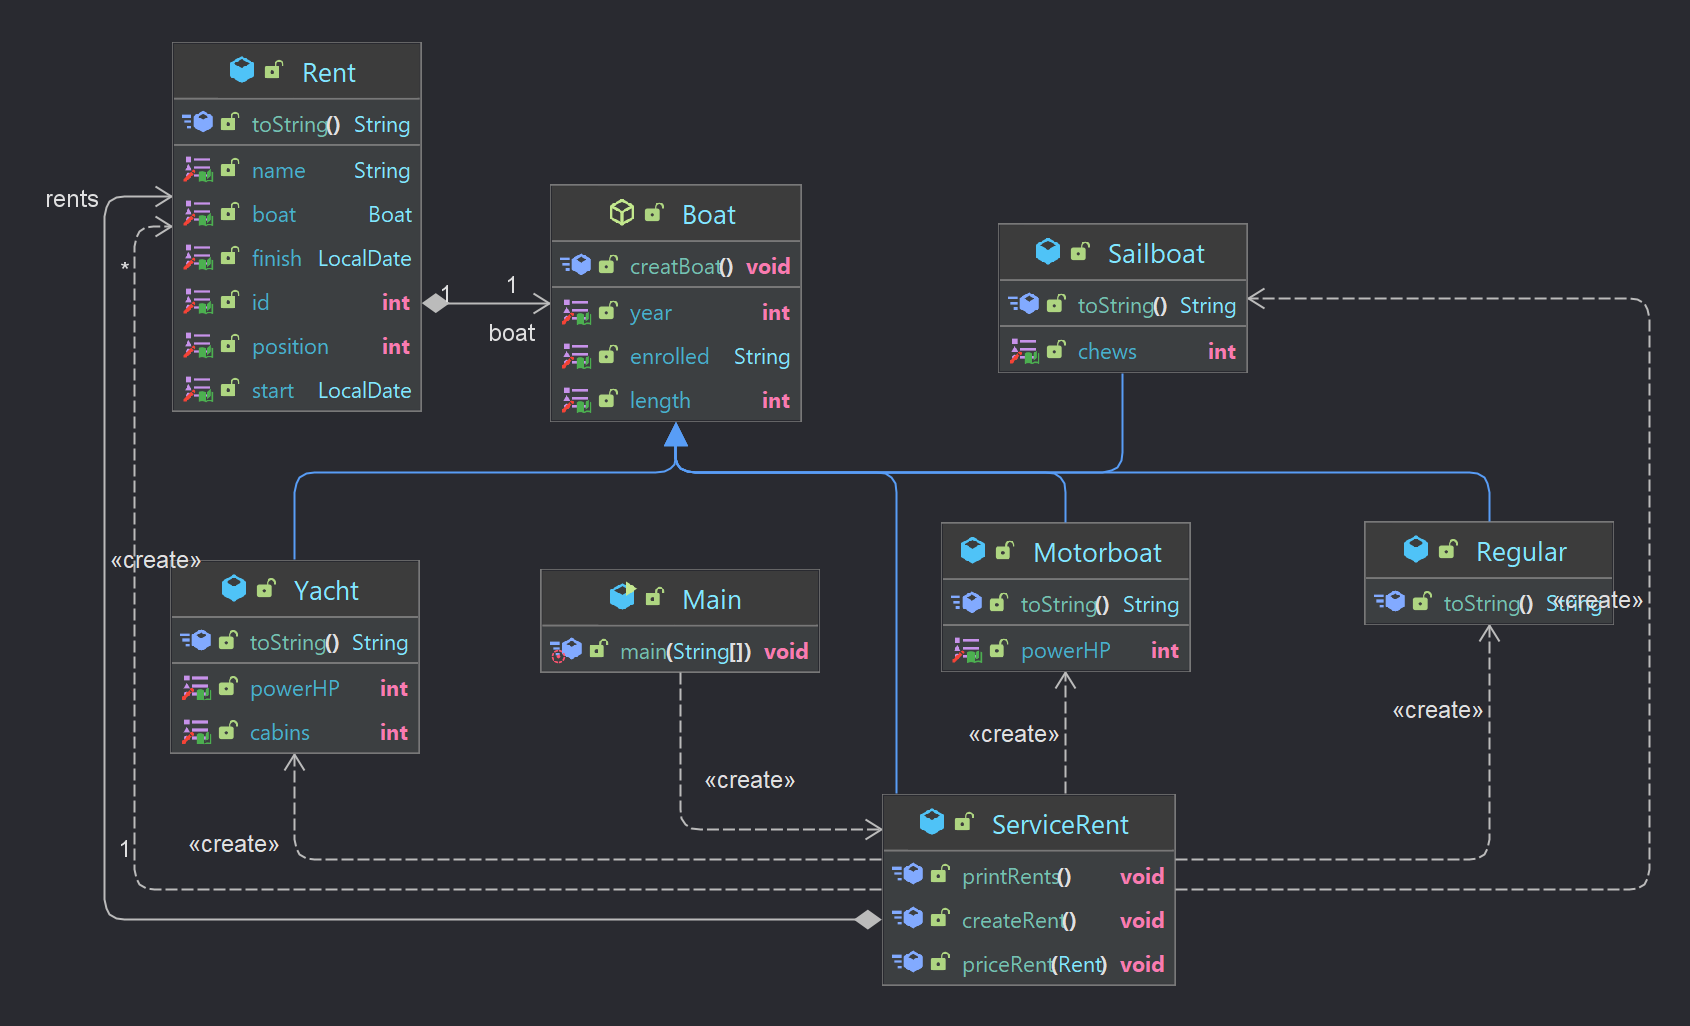 Rent
toString() String
name String
boat Boat
finish LocalDate
id int
position int
start LocalDate
rents
*
1
1
boat
Boat
creatBoat() void
year int
enrolled String
length int
Sailboat
toString() String
chews int
«create»
Yacht
toString() String
powerHP int
cabins int
Main
main(String[]) void
Motorboat
toString() String
powerHP int
Regular
toString() String
«create»
«create»
«create»
«create»
«create»
1
ServiceRent
printRents() void
createRent() void
priceRent(Rent) void